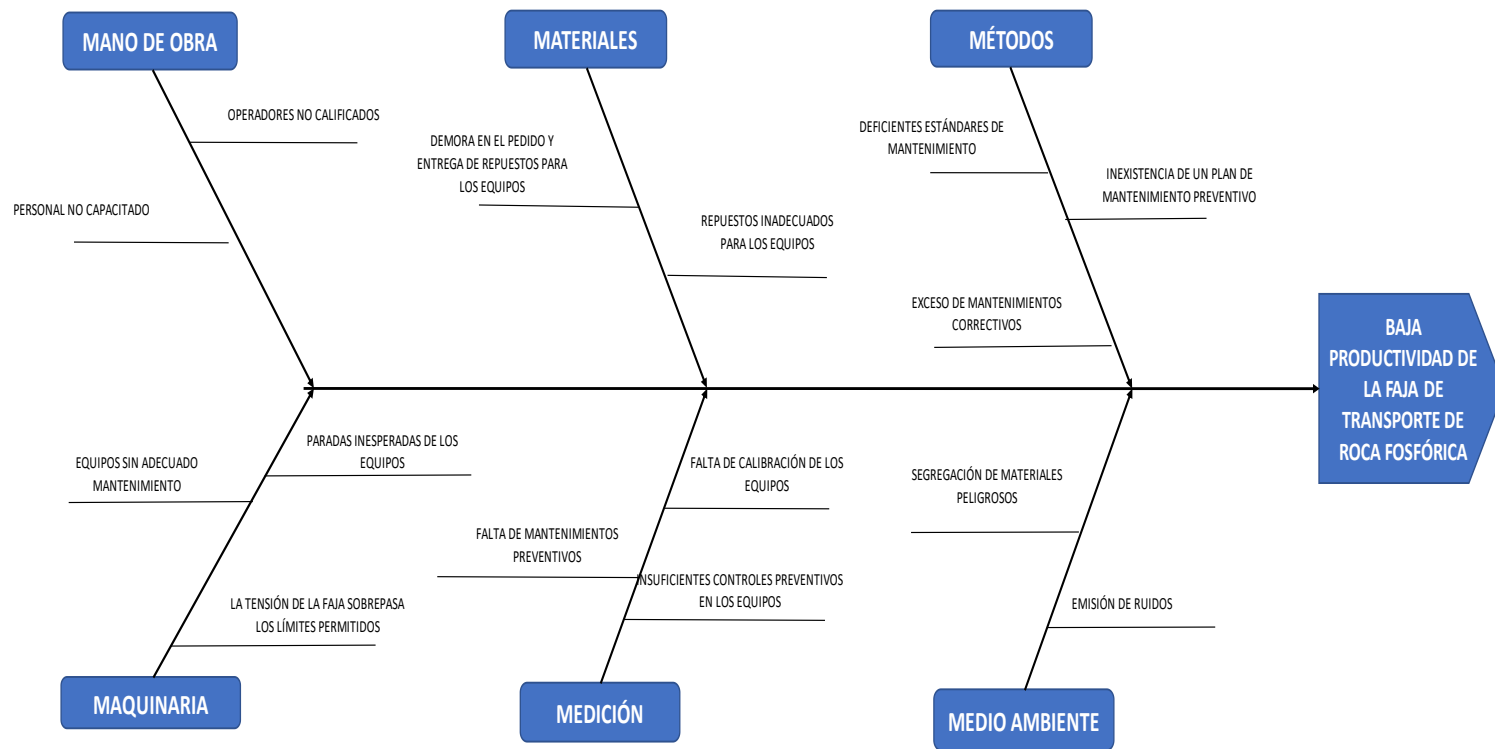 MANO DE OBRA
MATERIALES
MÉTODOS
OPERADORES NO CALIFICADOS
PERSONAL NO CAPACITADO
DEMORA EN EL PEDIDO Y
ENTREGA DE REPUESTOS PARA
LOS EQUIPOS
REPUESTOS INADECUADOS
PARA LOS EQUIPOS
DEFICIENTES ESTÁNDARES DE
MANTENIMIENTO
INEXISTENCIA DE UN PLAN DE
MANTENIMIENTO PREVENTIVO
EXCESO DE MANTENIMIENTOS
CORRECTIVOS
BAJA
PRODUCTIVIDAD DE
LA FAJA DE
TRANSPORTE DE
ROCA FOSFÓRICA
EQUIPOS SIN ADECUADO
MANTENIMIENTO
PARADAS INESPERADAS DE LOS
EQUIPOS
LA TENSIÓN DE LA FAJA SOBREPASA
LOS LÍMITES PERMITIDOS
FALTA DE CALIBRACIÓN DE LOS
EQUIPOS
FALTA DE MANTENIMIENTOS
PREVENTIVOS
INSUFICIENTES CONTROLES PREVENTIVOS
EN LOS EQUIPOS
SEGREGACIÓN DE MATERIALES
PELIGROSOS
EMISIÓN DE RUIDOS
MAQUINARIA
MEDICIÓN
MEDIO AMBIENTE